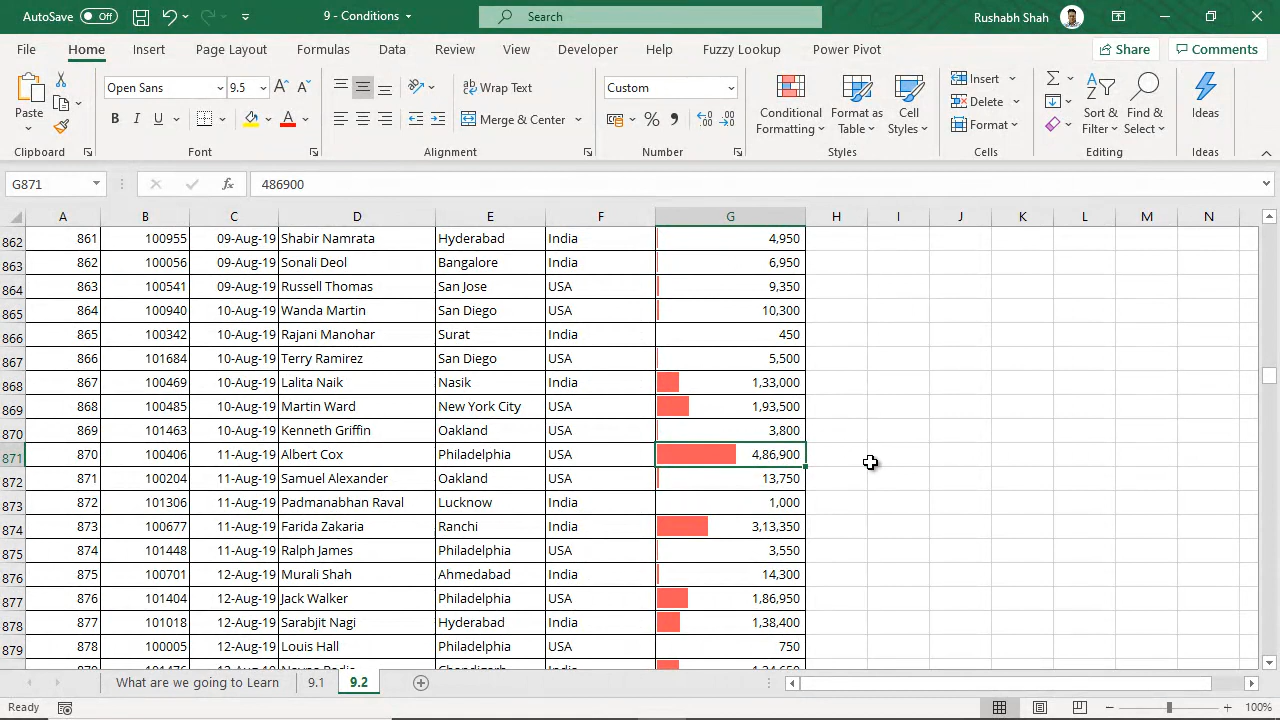 AutoSave Off 9 - Conditions Search Rushabh Shah
File Home Insert Page Layout Formulas Data Review View Developer Help Fuzzy Lookup Power Pivot Share Comments
Open Sans 9.5 Wrap Text Custom Insert
Paste B I U Merge & Center Conditional Formatting Format as Table Cell Styles Delete Format Sort & Filter Find & Select Ideas
Clipboard Font Alignment Number Styles Cells Editing Ideas
G871 fx 486900
A B C D E F G H I J K L M N
862 861 100955 09-Aug-19 Shabir Namrata Hyderabad India 4,950
863 862 100056 09-Aug-19 Sonali Deol Bangalore India 6,950
864 863 100541 09-Aug-19 Russell Thomas San Jose USA 9,350
865 864 100940 10-Aug-19 Wanda Martin San Diego USA 10,300
866 865 100342 10-Aug-19 Rajani Manohar Surat India 450
867 866 101684 10-Aug-19 Terry Ramirez San Diego USA 5,500
868 867 100469 10-Aug-19 Lalita Naik Nasik India 1,33,000
869 868 100485 10-Aug-19 Martin Ward New York City USA 1,93,500
870 869 101463 10-Aug-19 Kenneth Griffin Oakland USA 3,800
871 870 100406 11-Aug-19 Albert Cox Philadelphia USA 4,86,900
872 871 100204 11-Aug-19 Samuel Alexander Oakland USA 13,750
873 872 101306 11-Aug-19 Padmanabhan Raval Lucknow India 1,000
874 873 100677 11-Aug-19 Farida Zakaria Ranchi India 3,13,350
875 874 101448 11-Aug-19 Ralph James Philadelphia USA 3,550
876 875 100701 12-Aug-19 Murali Shah Ahmedabad India 14,300
877 876 101404 12-Aug-19 Jack Walker Philadelphia USA 1,86,950
878 877 101018 12-Aug-19 Sarabjit Nagi Hyderabad India 1,38,400
879 878 100005 12-Aug-19 Louis Hall Philadelphia USA 750
What are we going to Learn 9.1 9.2
Ready 100%